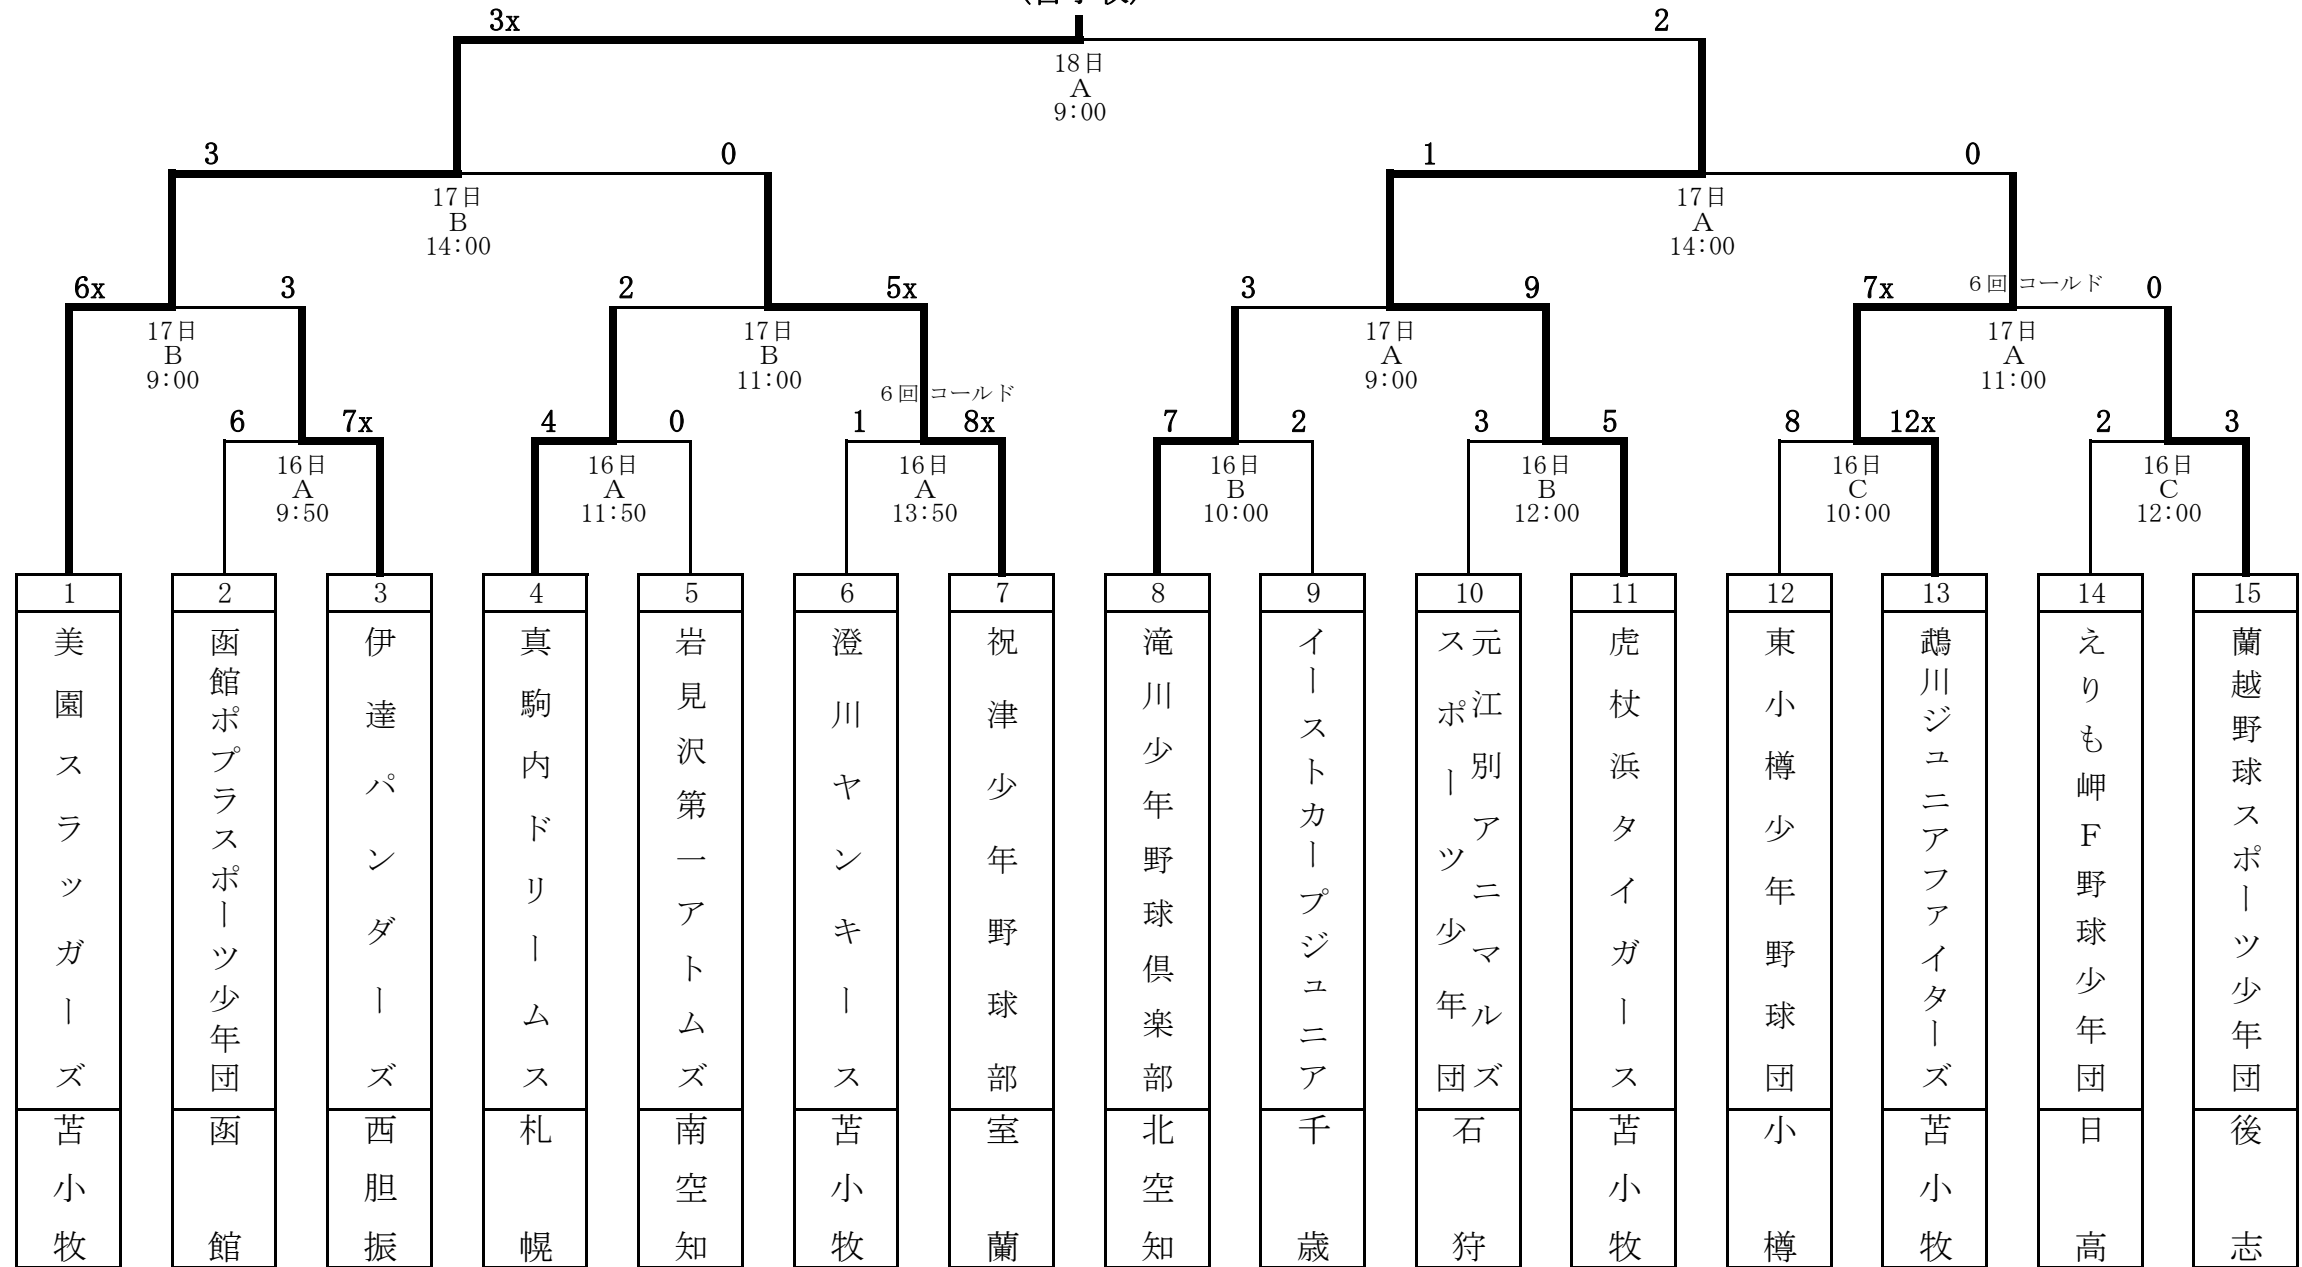 (苫小牧)
3x 2
18日
A
9:00
3 0 1 0
17日 17日
B A
14:00 14:00
6x 3 2 5x 3 9 7x 6回 コールド 0
17日 17日 17日 17日
B B A A
9:00 11:00 9:00 11:00
6回 コールド
6 7x 4 0 1 8x 7 2 3 5 8 12x 2 3
16日 16日 16日 16日 16日 16日 16日
A A A B B C C
9:50 11:50 13:50 10:00 12:00 10:00 12:00
1 2 3 4 5 6 7 8 9 10 11 12 13 14 15
美園スラッガーズ
函館ポプラスポーツ少年団
伊達パンダーズ
真駒内ドリームス
岩見沢第一アトムズ
澄川ヤンキース
祝津少年野球部
滝川少年野球倶楽部
イーストカープジュニア
元江別アニマルズ
スポーツ少年団
虎杖浜タイガース
東小樽少年野球団
鵡川ジュニアファイターズ
えりも岬F野球少年団
蘭越野球スポーツ少年団
苫小牧
函館
西胆振
札幌
南空知
苫小牧
室蘭
北空知
千歳
石狩
苫小牧
小樽
苫小牧
日高
後志